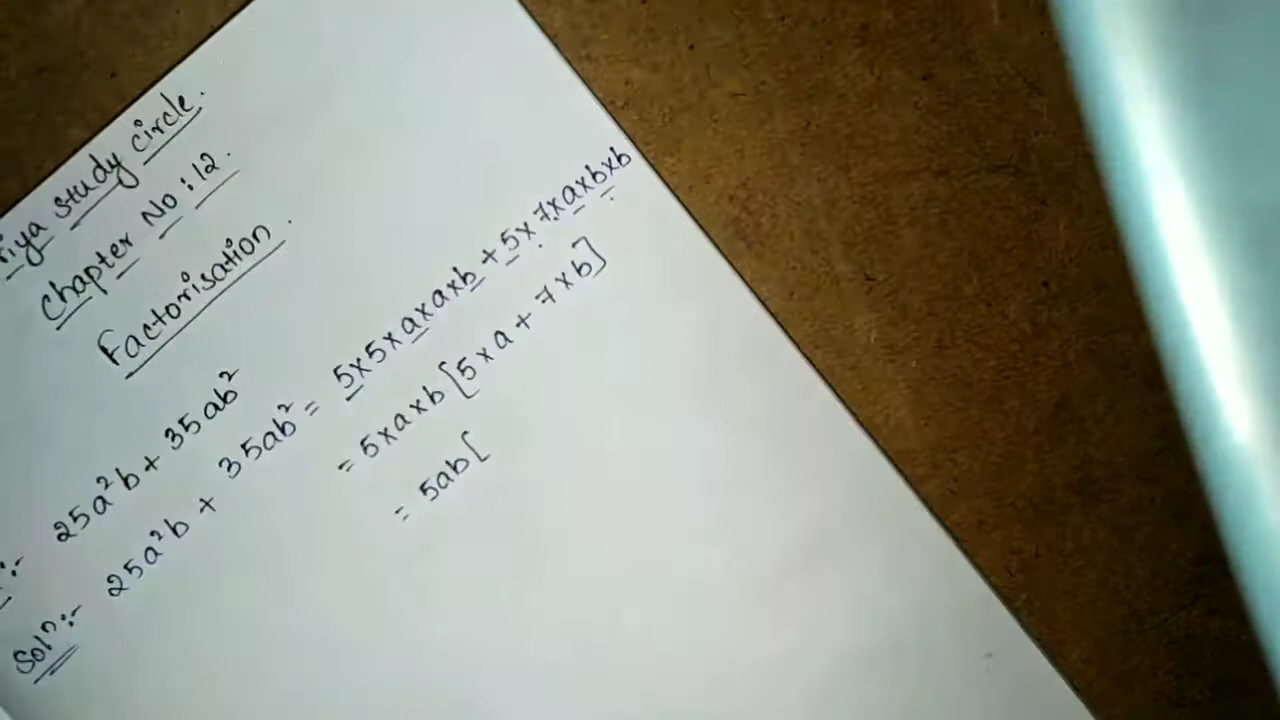 study circle.
Chapter No : 12.
Factorisation.
:- 25a²b + 35ab²
Solⁿ:- 25a²b + 35ab² = 5x5xaxaxb + 5x7xaxbxb
= 5xaxb [5xa + 7xb]
= 5ab [